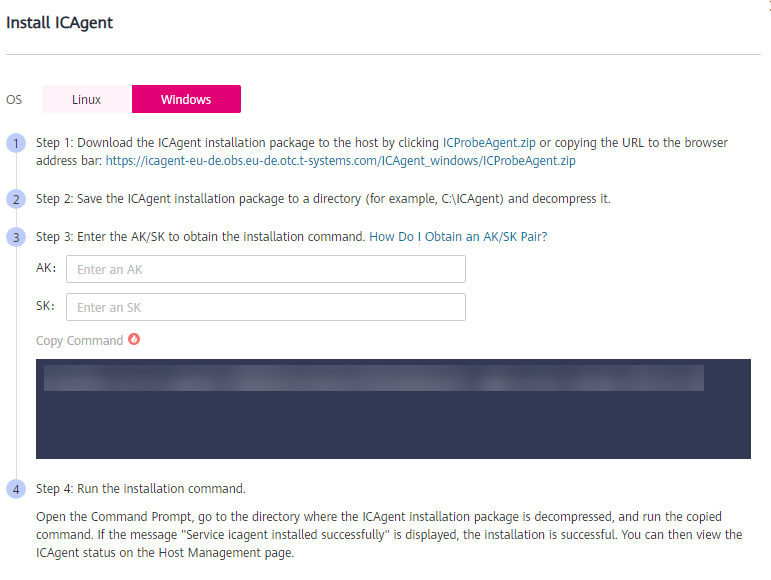 Install ICAgent
OS
Linux
Windows
1
Step 1: Download the ICAgent installation package to the host by clicking ICProbeAgent.zip or copying the URL to the browser
address bar: https://icagent-eu-de.obs.eu-de.otc.t-systems.com/ICAgent_windows/ICProbeAgent.zip
2
Step 2: Save the ICAgent installation package to a directory (for example, C:\ICAgent) and decompress it.
3
Step 3: Enter the AK/SK to obtain the installation command. How Do I Obtain an AK/SK Pair?
AK:
Enter an AK
SK:
Enter an SK
Copy Command
4
Step 4: Run the installation command.
Open the Command Prompt, go to the directory where the ICAgent installation package is decompressed, and run the copied
command. If the message "Service icagent installed successfully" is displayed, the installation is successful. You can then view the
ICAgent status on the Host Management page.